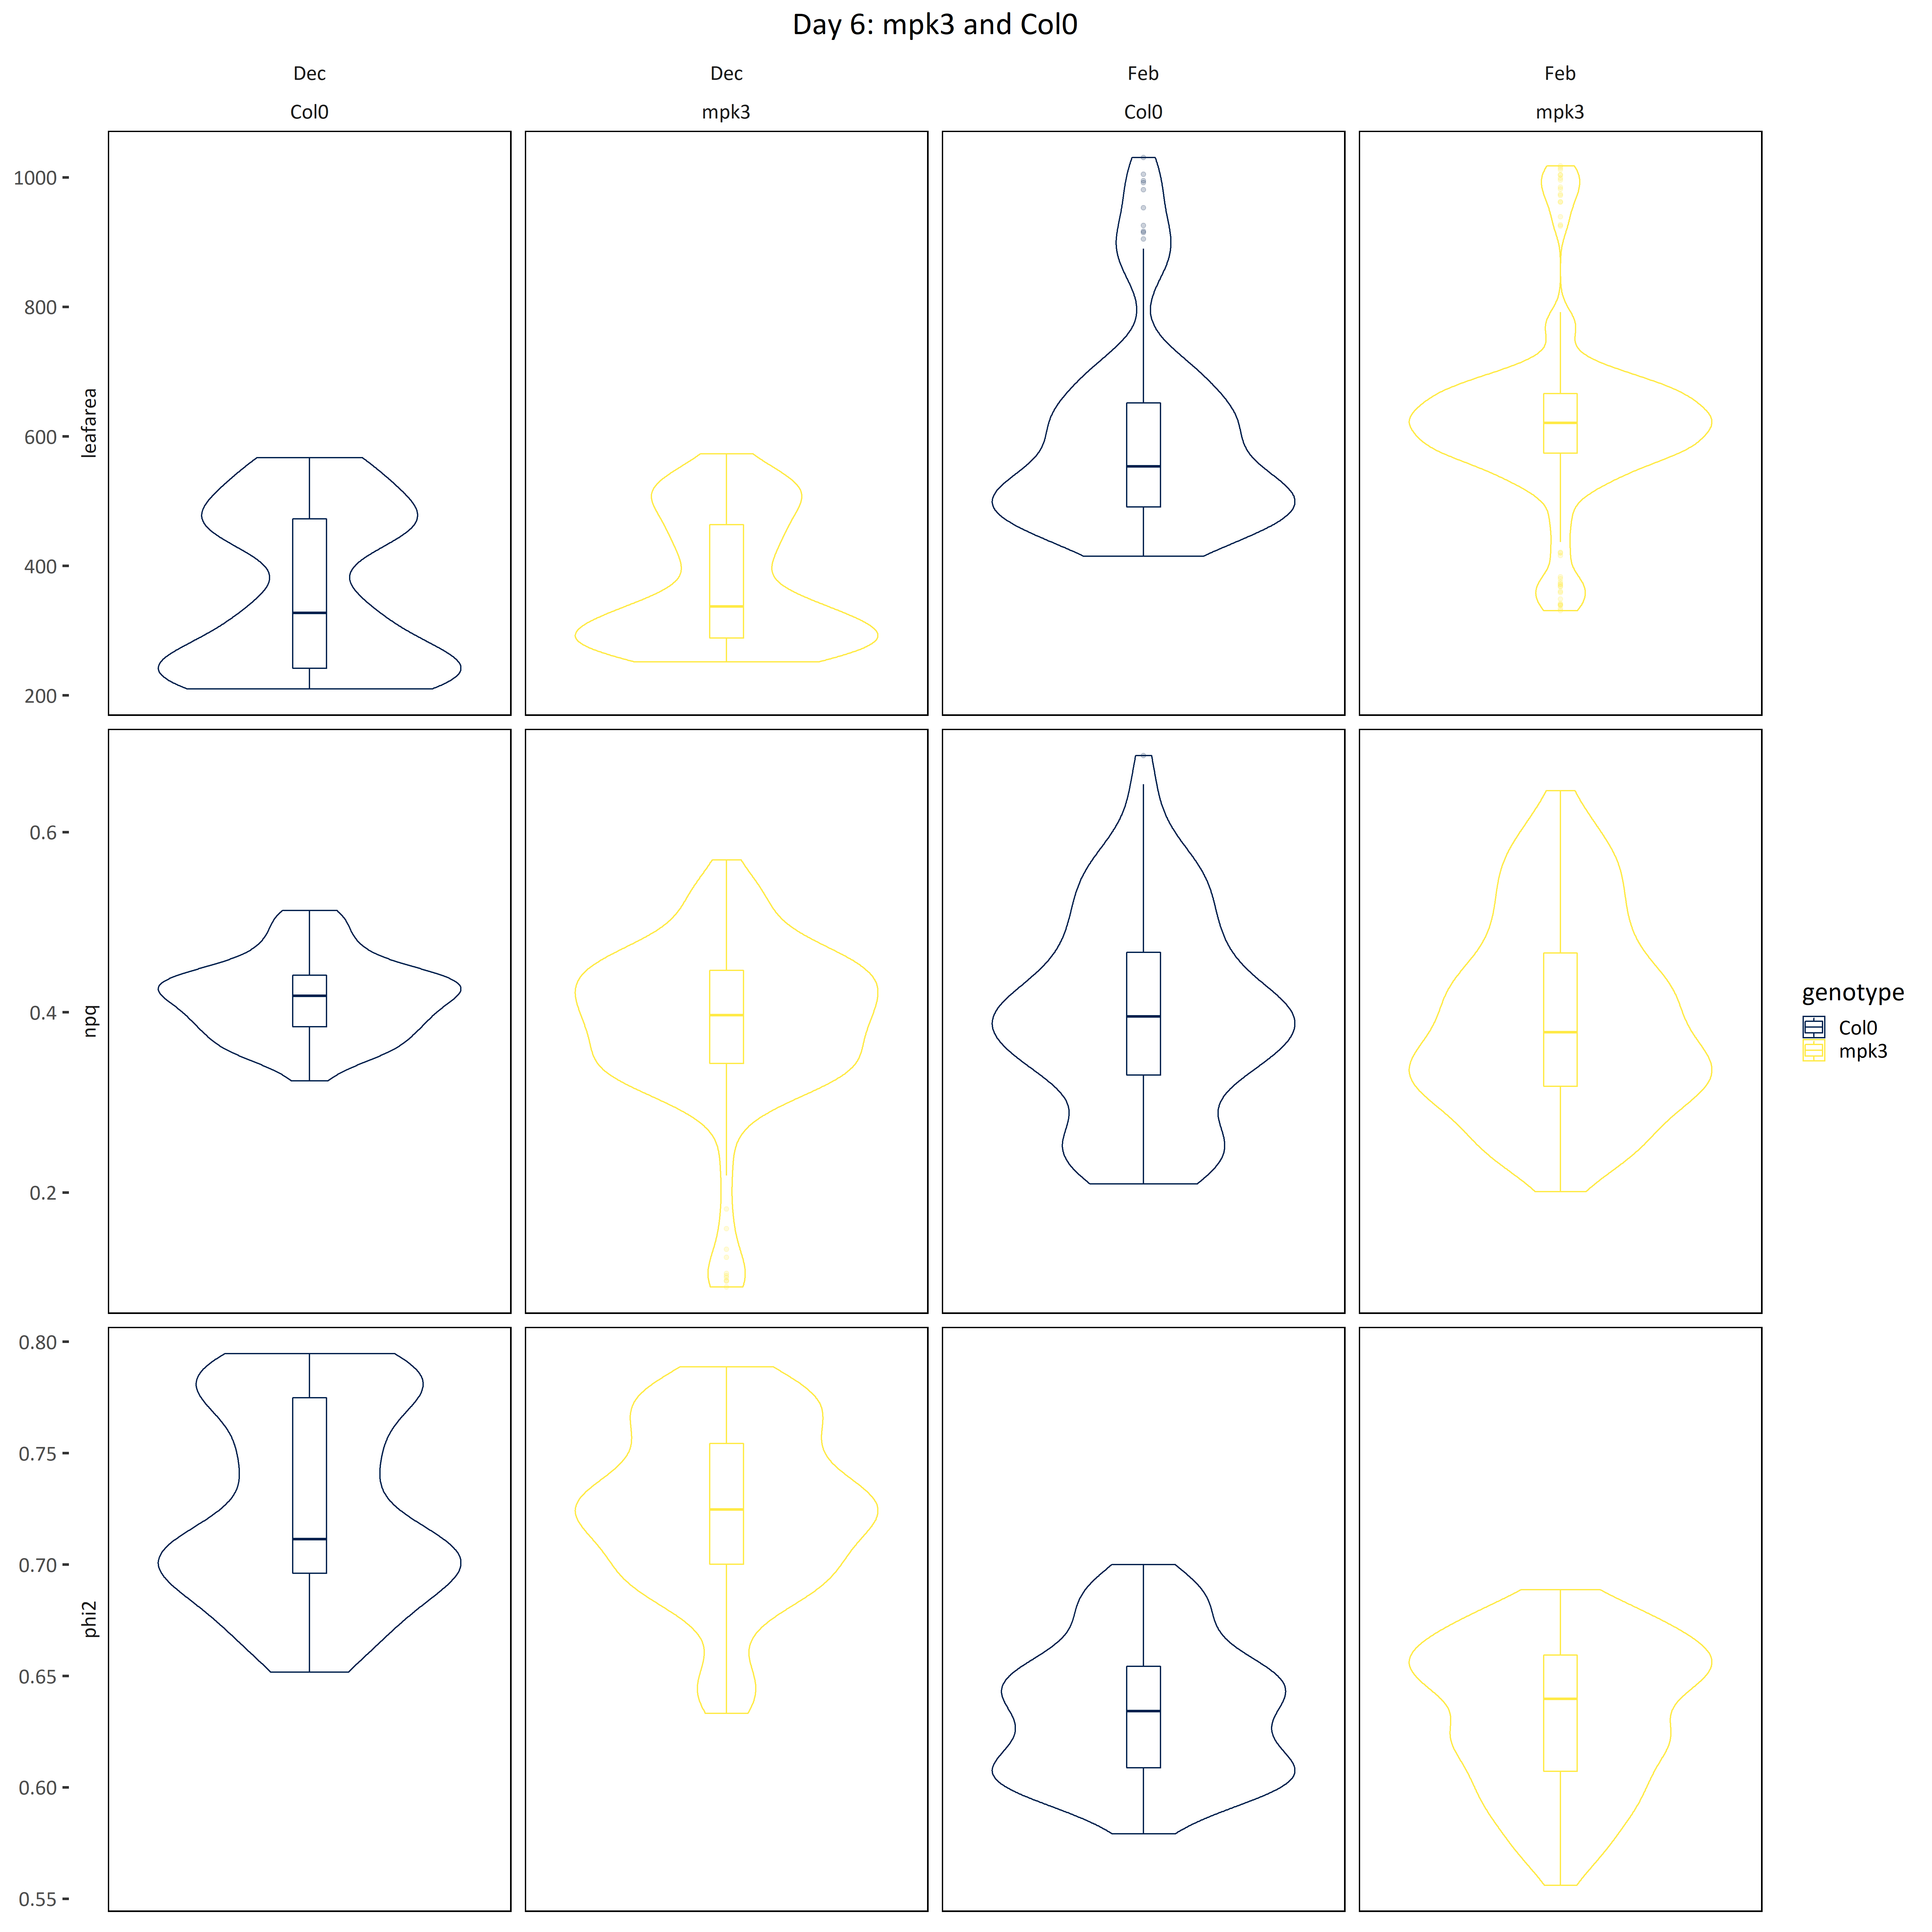 Day 6: mpk3 and Col0
Dec Dec Feb Feb
Col0 mpk3 Col0 mpk3
1000
800
600
400
200
leafarea
0.6
0.4
0.2
npq
0.80
0.75
0.70
0.65
0.60
0.55
phi2
genotype
Col0
mpk3